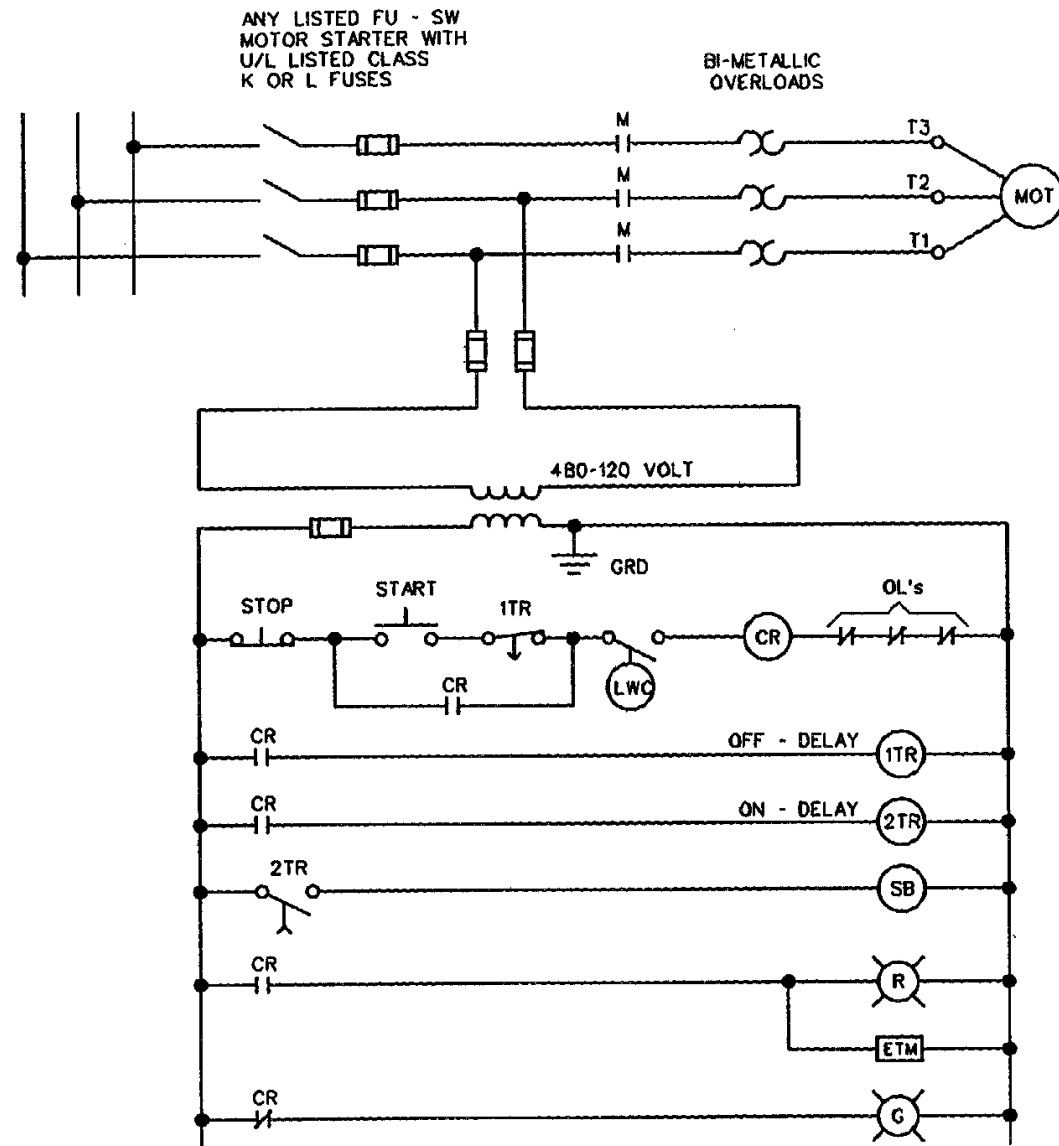 ANY LISTED FU - SW
MOTOR STARTER WITH
U/L LISTED CLASS
K OR L FUSES
BI-METALLIC
OVERLOADS
M
T3
M
T2
MOT
M
T1
480-120 VOLT
GRD
STOP
START
1TR
OL's
CR
LWC
CR
CR
OFF - DELAY
1TR
CR
ON - DELAY
2TR
2TR
SB
CR
R
ETM
CR
G